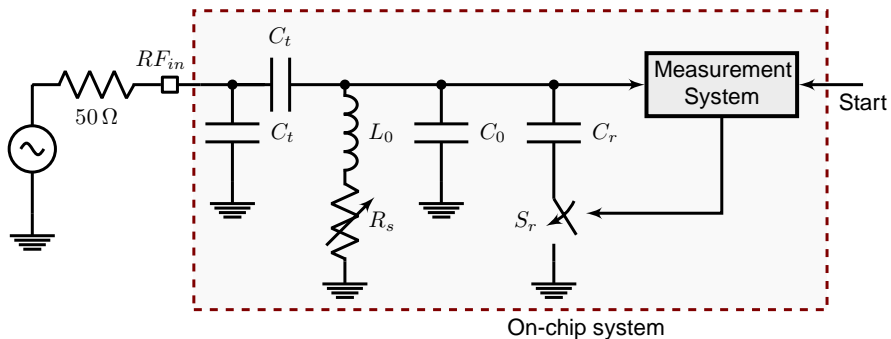 C_t
RF_in
50 Ω
C_t
L_0
C_0
C_r
R_s
S_r
Measurement
System
Start
On-chip system